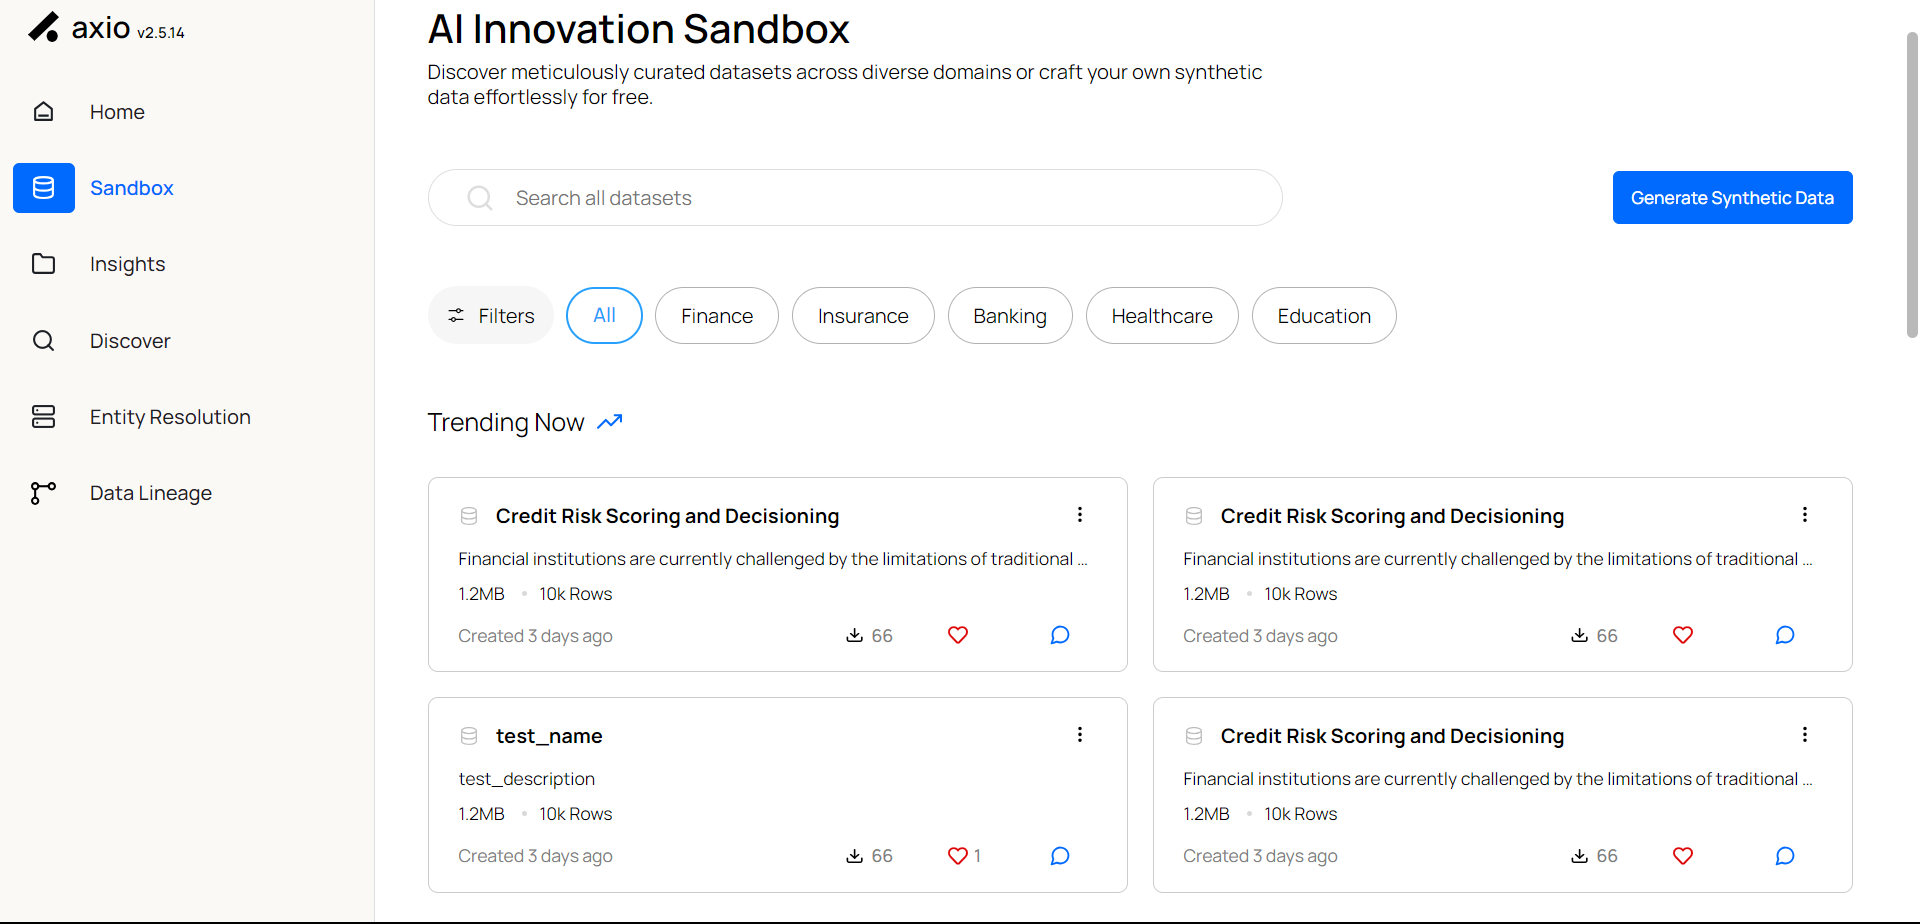 axio v2.5.14
Home
Sandbox
Insights
Discover
Entity Resolution
Data Lineage
AI Innovation Sandbox
Discover meticulously curated datasets across diverse domains or craft your own synthetic
data effortlessly for free.
Search all datasets
Generate Synthetic Data
Filters
All
Finance
Insurance
Banking
Healthcare
Education
Trending Now
Credit Risk Scoring and Decisioning
Financial institutions are currently challenged by the limitations of traditional ...
1.2MB • 10k Rows
Created 3 days ago
66
Credit Risk Scoring and Decisioning
Financial institutions are currently challenged by the limitations of traditional ...
1.2MB • 10k Rows
Created 3 days ago
66
test_name
test_description
1.2MB • 10k Rows
Created 3 days ago
66
1
Credit Risk Scoring and Decisioning
Financial institutions are currently challenged by the limitations of traditional ...
1.2MB • 10k Rows
Created 3 days ago
66